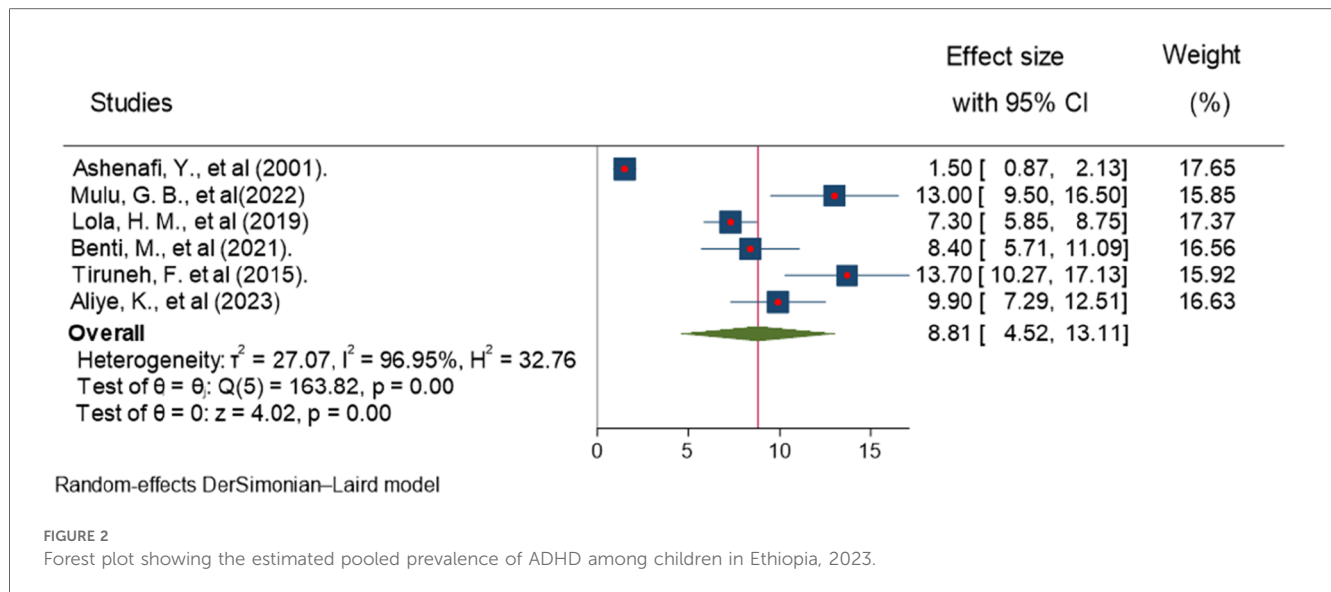 Studies Effect size with 95% CI Weight (%)
Ashenafi, Y., et al (2001). 1.50 [ 0.87, 2.13] 17.65
Mulu, G. B., et al(2022) 13.00 [ 9.50, 16.50] 15.85
Lola, H. M., et al (2019) 7.30 [ 5.85, 8.75] 17.37
Benti, M., et al (2021). 8.40 [ 5.71, 11.09] 16.56
Tiruneh, F. et al (2015). 13.70 [ 10.27, 17.13] 15.92
Aliye, K., et al (2023) 9.90 [ 7.29, 12.51] 16.63
Overall 8.81 [ 4.52, 13.11]
Heterogeneity: τ² = 27.07, I² = 96.95%, H² = 32.76
Test of θ = θ: Q(5) = 163.82, p = 0.00
Test of θ = 0: z = 4.02, p = 0.00
0 5 10 15
Random-effects DerSimonian–Laird model
FIGURE 2
Forest plot showing the estimated pooled prevalence of ADHD among children in Ethiopia, 2023.